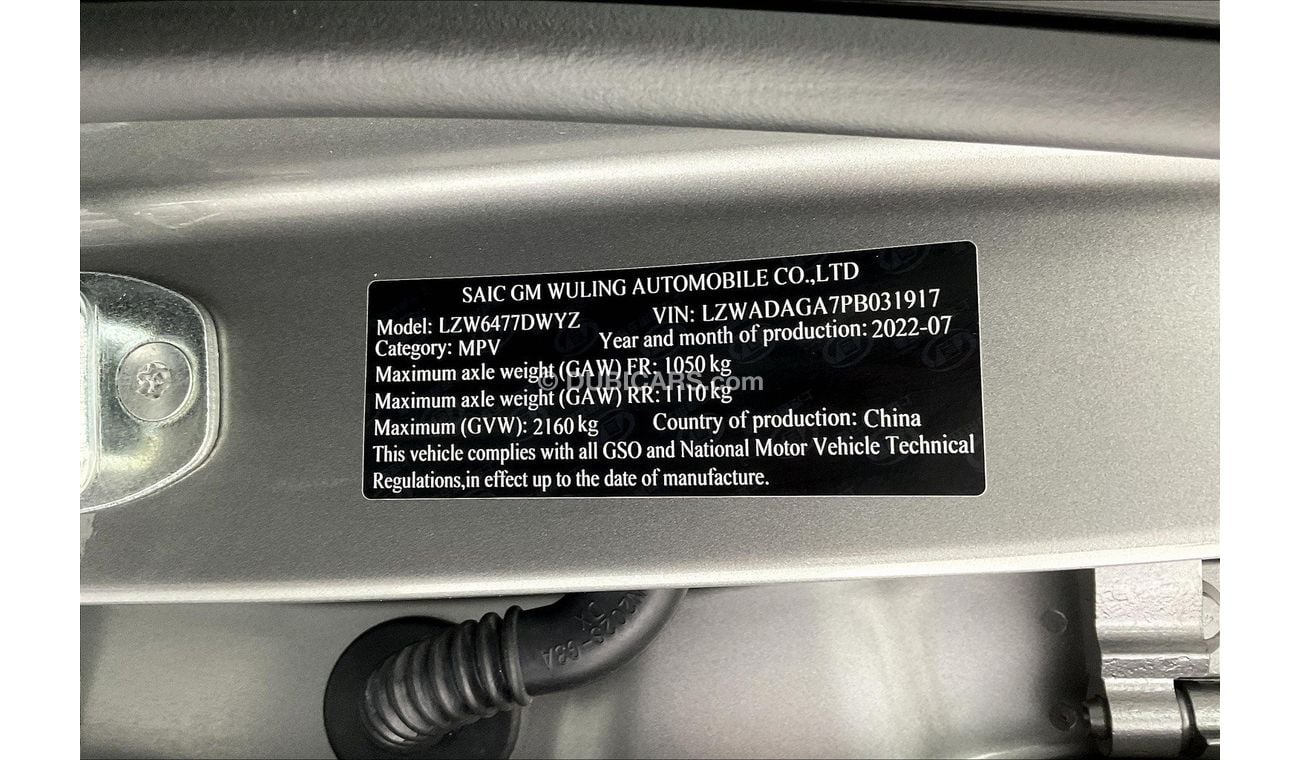 SAIC GM WULING AUTOMOBILE CO.,LTD
Model: LZW6477DWYZ VIN: LZWADAGA7PB031917
Category: MPV Year and month of production: 2022-07
Maximum axle weight (GAW) FR: 1050 kg
© DUBICARS.com
Maximum axle weight (GAW) RR: 1110 kg
Maximum (GVW): 2160 kg Country of production: China
This vehicle complies with all GSO and National Motor Vehicle Technical
Regulations,in effect up to the date of manufacture.